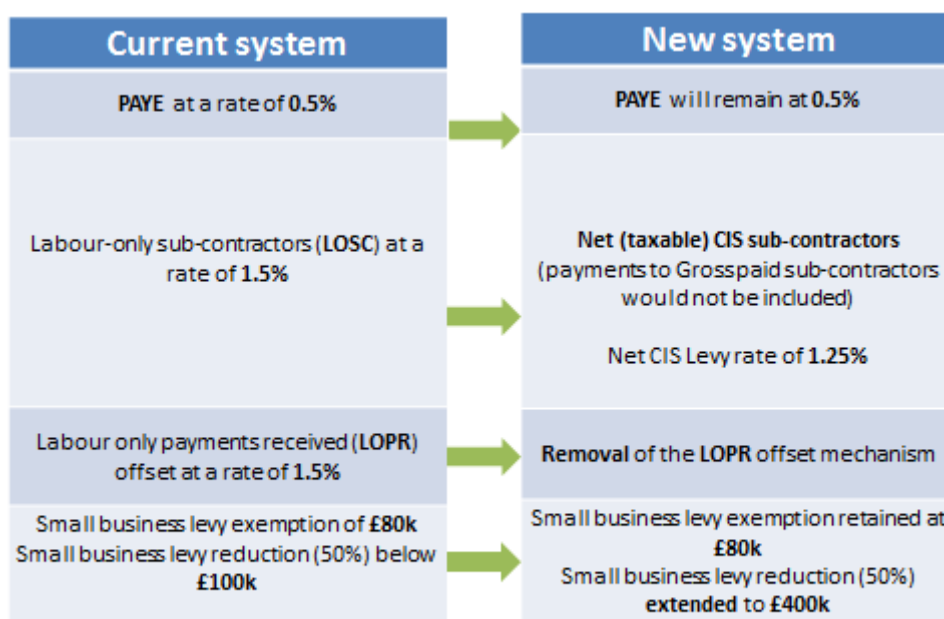 Current system
PAYE at a rate of 0.5%
Labour-only sub-contractors (LOSC) at a
rate of 1.5%
Labour only payments received (LOPR)
offset at a rate of 1.5%
Small business levy exemption of £80k
Small business levy reduction (50%) below
£100k
New system
PAYE will remain at 0.5%
Net (taxable) CIS sub-contractors
(payments to Grosspaid sub-contractors
would not be included)
Net CIS Levy rate of 1.25%
Removal of the LOPR offset mechanism
Small business levy exemption retained at
£80k
Small business levy reduction (50%)
extended to £400k